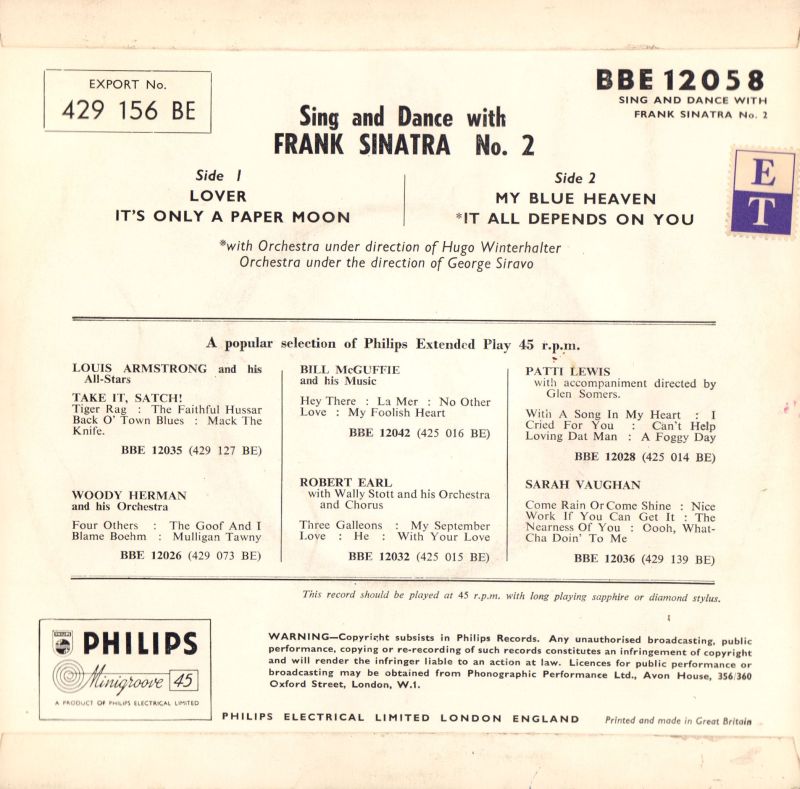 EXPORT No.
429 156 BE
BBE 12058
SING AND DANCE WITH
FRANK SINATRA No. 2
Sing and Dance with
FRANK SINATRA No. 2
Side 1
LOVER
IT'S ONLY A PAPER MOON
Side 2
MY BLUE HEAVEN
*IT ALL DEPENDS ON YOU
*with Orchestra under direction of Hugo Winterhalter
Orchestra under the direction of George Siravo
E
T
A popular selection of Philips Extended Play 45 r.p.m.
LOUIS ARMSTRONG and his
All-Stars
TAKE IT, SATCH!
Tiger Rag : The Faithful Hussar
Back O' Town Blues : Mack The
Knife.
BBE 12035 (429 127 BE)
WOODY HERMAN
and his Orchestra
Four Others : The Goof And I
Blame Boehm : Mulligan Tawny
BBE 12026 (429 073 BE)
BILL McGUFFIE
and his Music
Hey There : La Mer : No Other
Love : My Foolish Heart
BBE 12042 (425 016 BE)
ROBERT EARL
with Wally Stott and his Orchestra
and Chorus
Three Galleons : My September
Love : He : With Your Love
BBE 12032 (425 015 BE)
PATTI LEWIS
with accompaniment directed by
Glen Somers.
With A Song In My Heart : I
Cried For You : Can't Help
Loving Dat Man : A Foggy Day
BBE 12028 (425 014 BE)
SARAH VAUGHAN
Come Rain Or Come Shine : Nice
Work If You Can Get It : The
Nearness Of You : Oooh, What-
Cha Doin' To Me
BBE 12036 (429 139 BE)
This record should be played at 45 r.p.m. with long playing sapphire or diamond stylus.
PHILIPS
Minigroove 45
A PRODUCT OF PHILIPS ELECTRICAL LIMITED
WARNING—Copyright subsists in Philips Records. Any unauthorised broadcasting, public
performance, copying or re-recording of such records constitutes an infringement of copyright
and will render the infringer liable to an action at law. Licences for public performance or
broadcasting may be obtained from Phonographic Performance Ltd., Avon House, 356/360
Oxford Street, London, W.1.
PHILIPS ELECTRICAL LIMITED LONDON ENGLAND
Printed and made in Great Britain